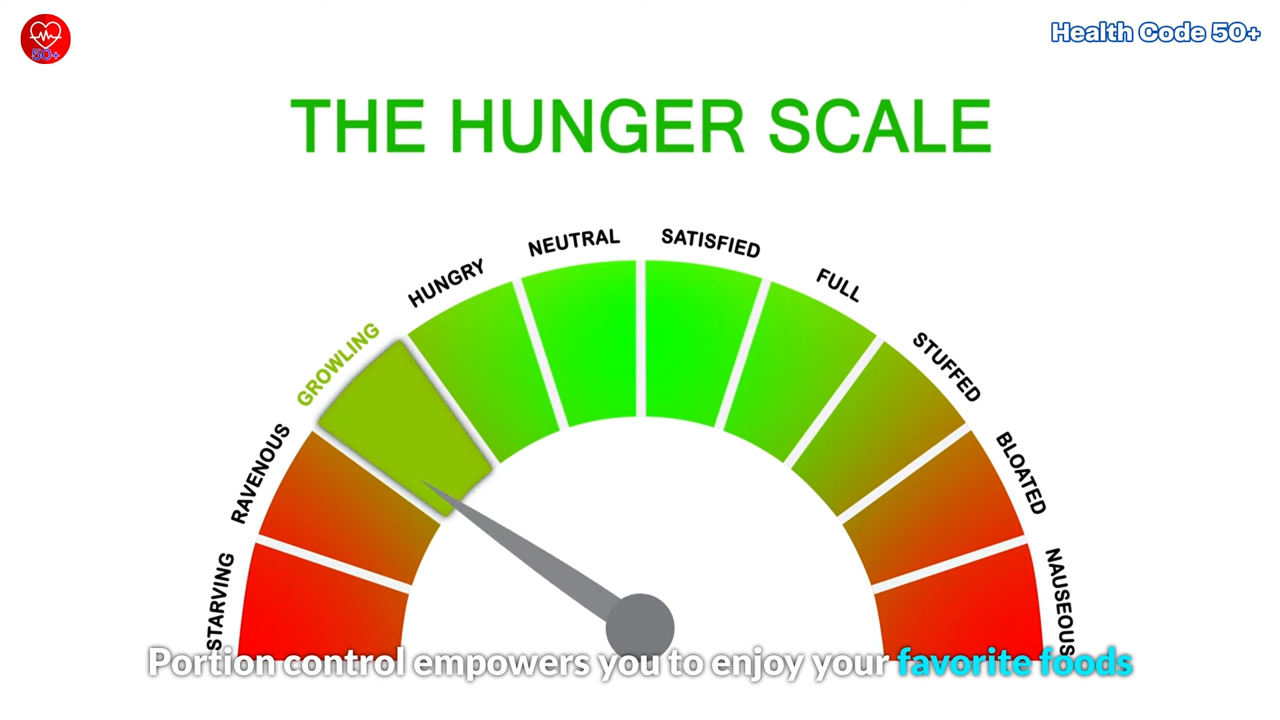 50+
Health Code 50+
THE HUNGER SCALE
STARVING
RAVENOUS
GROWLING
HUNGRY
NEUTRAL
SATISFIED
FULL
STUFFED
BLOATED
NAUSEOUS
Portion control empowers you to enjoy your favorite foods